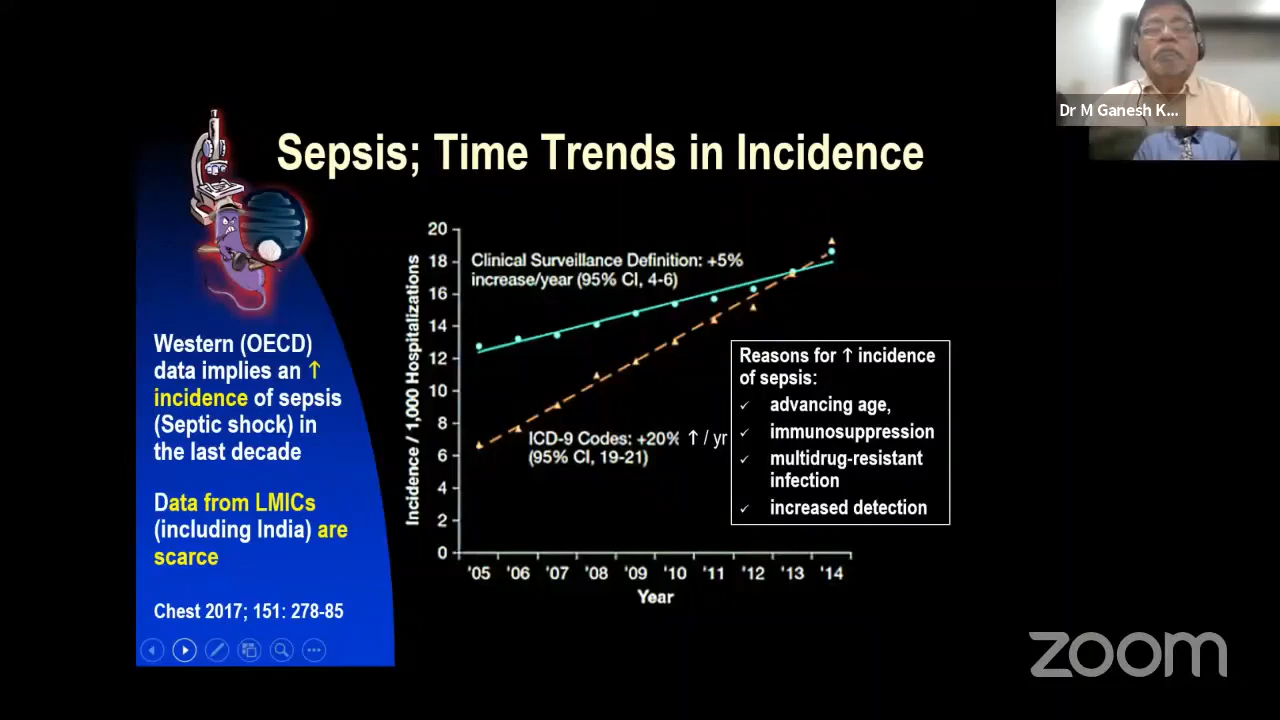 Dr M Ganesh K...
Sepsis; Time Trends in Incidence
Western (OECD)
data implies an ↑
incidence of sepsis
(Septic shock) in
the last decade
Data from LMICs
(including India) are
scarce
Chest 2017; 151: 278-85
Incidence / 1,000 Hospitalizations
20
18
16
14
12
10
8
6
4
2
0
Clinical Surveillance Definition: +5%
increase/year (95% CI, 4-6)
ICD-9 Codes: +20% ↑ / yr
(95% CI, 19-21)
'05 '06 '07 '08 '09 '10 '11 '12 '13 '14
Year
Reasons for ↑ incidence
of sepsis:
✓ advancing age,
✓ immunosuppression
✓ multidrug-resistant
infection
✓ increased detection
zoom